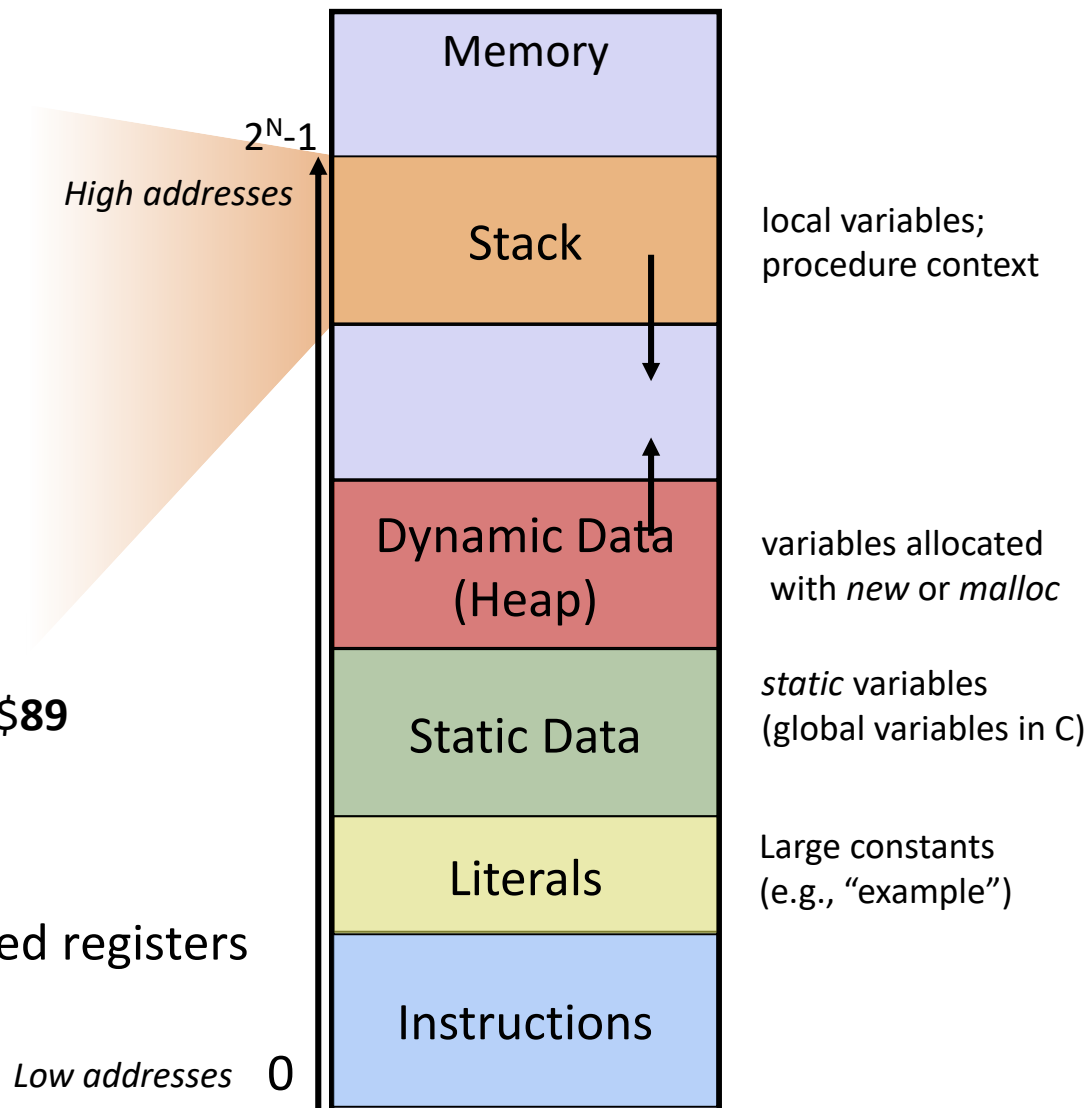 Memory
2ᴺ-1
High addresses
Stack
local variables;
procedure context
Dynamic Data
(Heap)
variables allocated
with new or malloc
$89
Static Data
static variables
(global variables in C)
Literals
Large constants
(e.g., “example”)
ed registers
Instructions
Low addresses 0